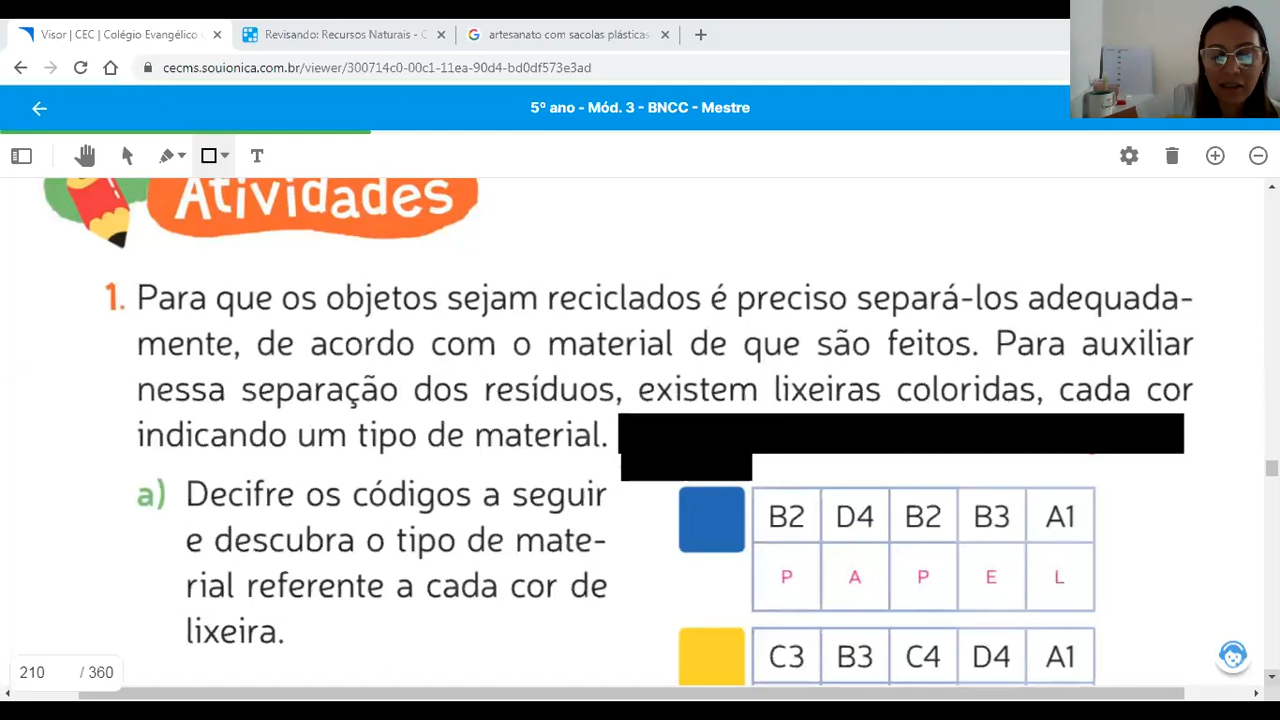 Visor | CEC | Colégio Evangélico
Revisando: Recursos Naturais - C
artesanato com sacolas plásticas
cecms.souionica.com.br/viewer/300714c0-00c1-11ea-90d4-bd0df573e3ad
5º ano - Mód. 3 - BNCC - Mestre
T
Atividades
1. Para que os objetos sejam reciclados é preciso separá-los adequada-
mente, de acordo com o material de que são feitos. Para auxiliar
nessa separação dos resíduos, existem lixeiras coloridas, cada cor
indicando um tipo de material.
a) Decifre os códigos a seguir
e descubra o tipo de mate-
rial referente a cada cor de
lixeira.
B2 D4 B2 B3 A1
P A P E L
C3 B3 C4 D4 A1
210 / 360